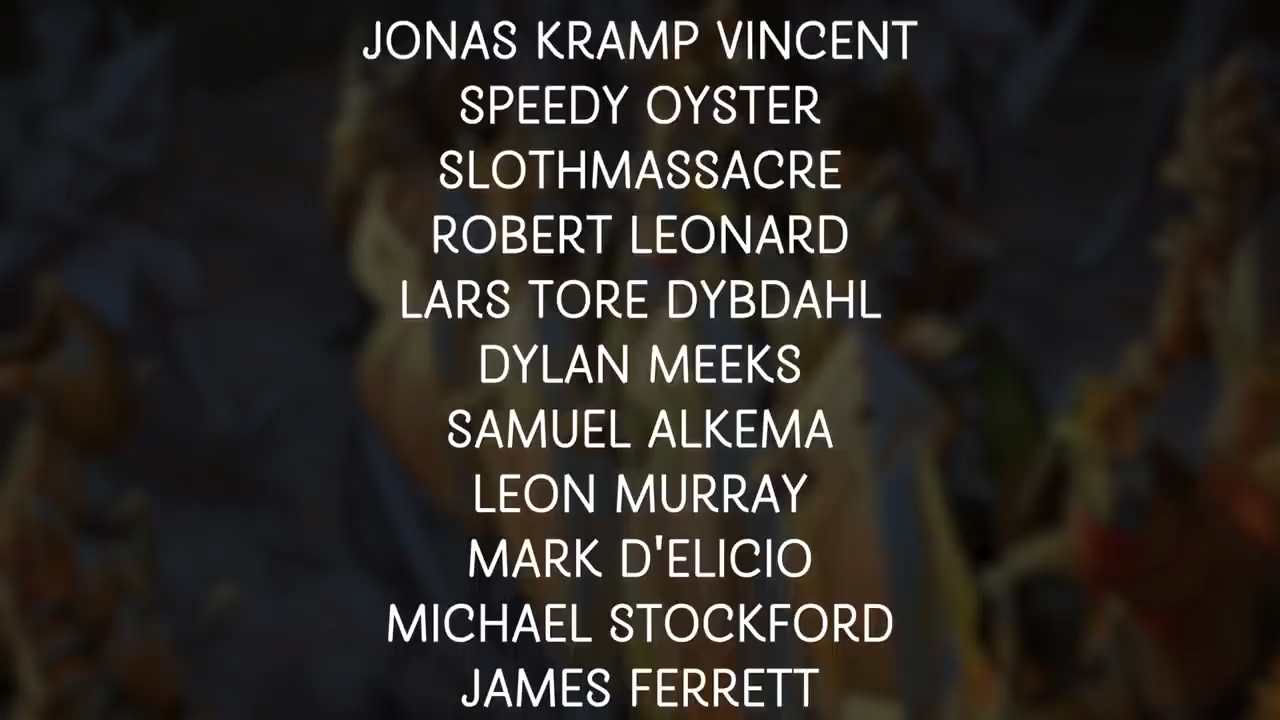 JONAS KRAMP VINCENT
SPEEDY OYSTER
SLOTHMASSACRE
ROBERT LEONARD
LARS TORE DYBDAHL
DYLAN MEEKS
SAMUEL ALKEMA
LEON MURRAY
MARK D'ELICIO
MICHAEL STOCKFORD
JAMES FERRETT